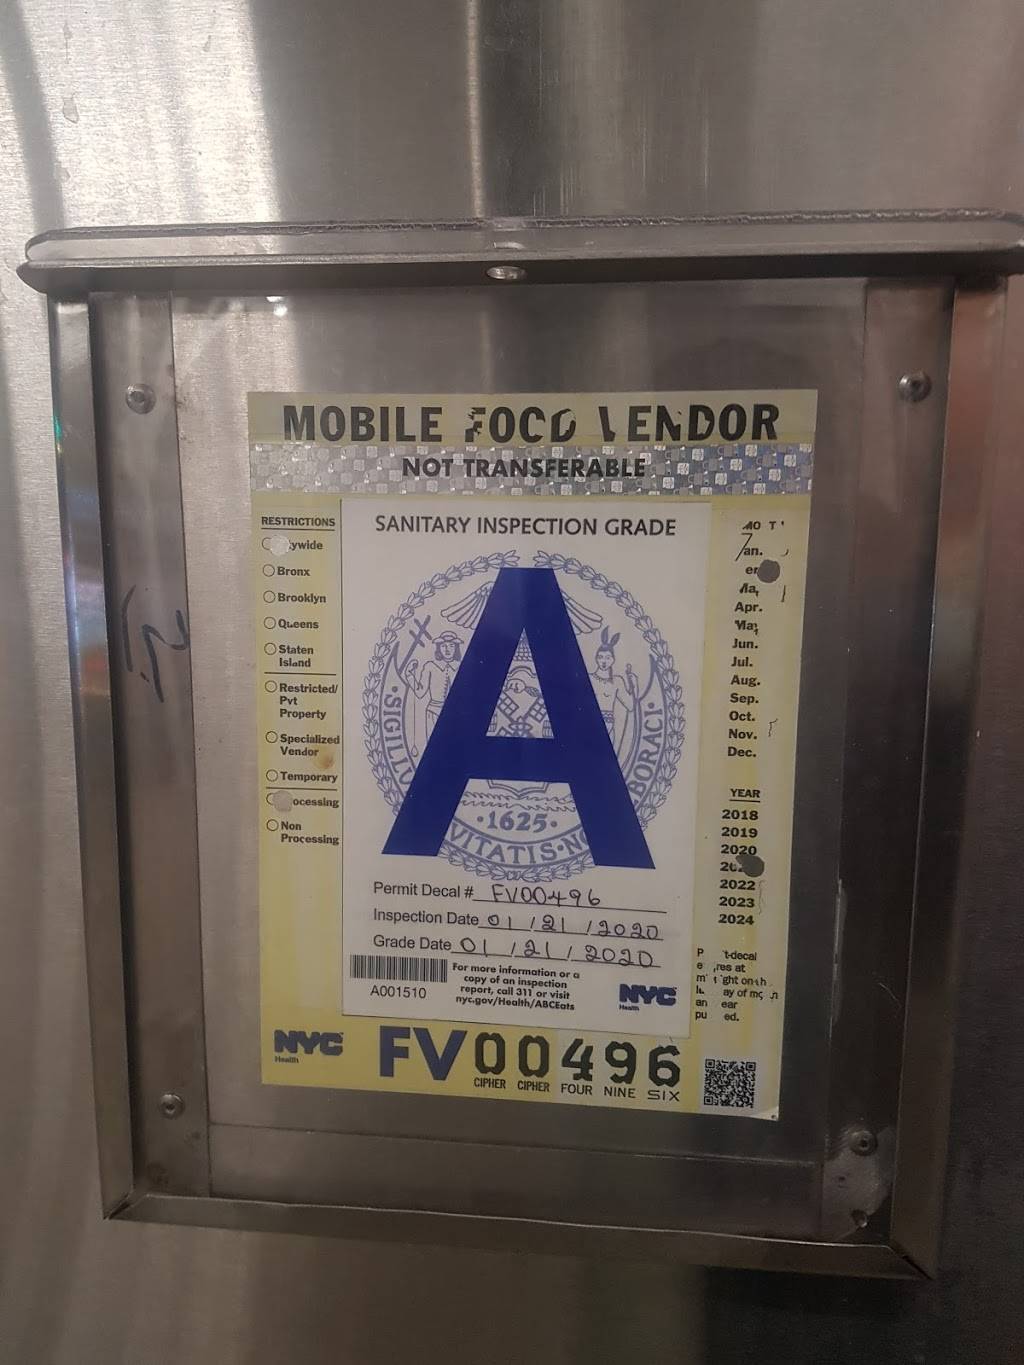 MOBILE FOOD VENDOR
NOT TRANSFERABLE
RESTRICTIONS
Bronx
Brooklyn
Queens
Staten
Island
Restricted/
Pvt
Property
Specialized
Vendor
Temporary
Non
Processing
SANITARY INSPECTION GRADE
A
SIGILLU
BORACI
1625
VITATIS
Permit Decal # FV00496
Inspection Date 01/21/2020
Grade Date 01/21/2020
A001510
For more information or a
copy of an inspection
report, call 311 or visit
nyc.gov/Health/ABCEats
NYC
Health
Apr.
May
Jun.
Jul.
Aug.
Sep.
Oct.
Nov.
Dec.
YEAR
2018
2019
2020
2022
2023
2024
NYC
Health
FV00496
CIPHER CIPHER FOUR NINE SIX